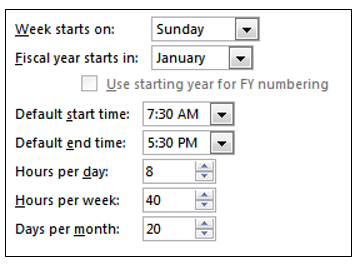 Week starts on: Sunday
Fiscal year starts in: January
Use starting year for FY numbering
Default start time: 7:30 AM
Default end time: 5:30 PM
Hours per day: 8
Hours per week: 40
Days per month: 20